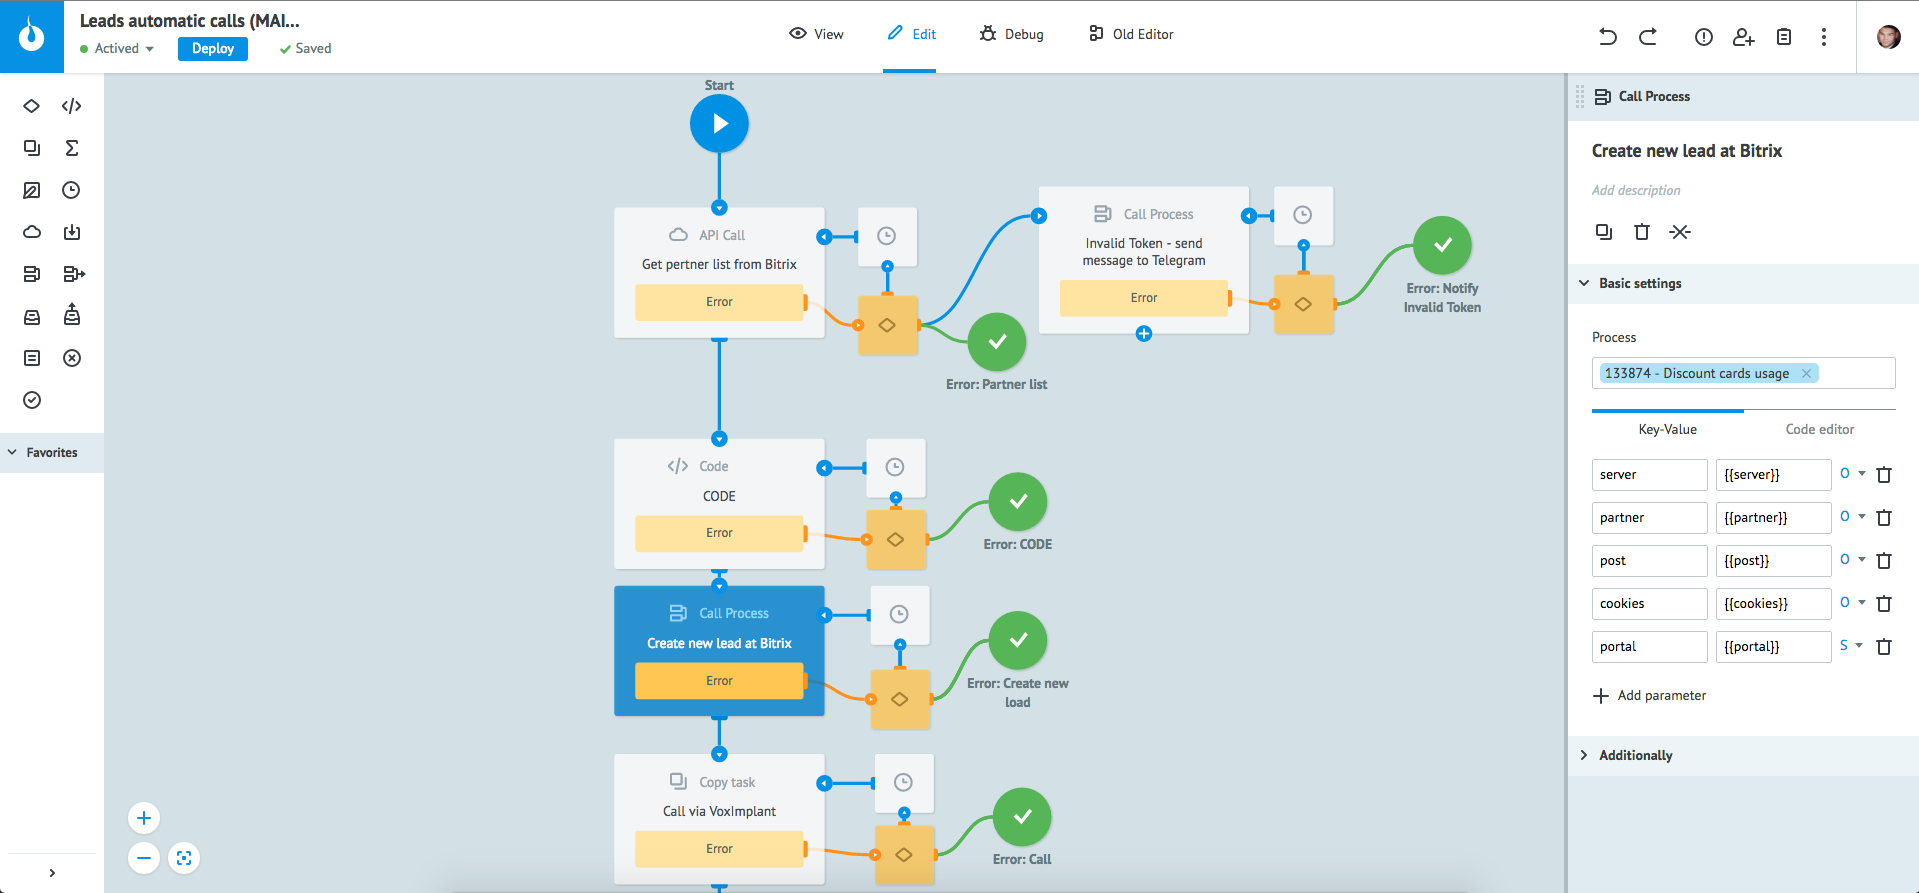 Leads automatic calls (MAI...
Actived
Deploy
Saved
View
Edit
Debug
Old Editor
Favorites
Start
API Call
Get pertner list from Bitrix
Error
Error: Partner list
Call Process
Invalid Token - send
message to Telegram
Error
Error: Notify
Invalid Token
Code
CODE
Error
Error: CODE
Call Process
Create new lead at Bitrix
Error
Error: Create new
load
Copy task
Call via VoxImplant
Error
Error: Call
Call Process
Create new lead at Bitrix
Add description
Basic settings
Process
133874 - Discount cards usage
Key-Value
Code editor
server {{server}} O
partner {{partner}} O
post {{post}} O
cookies {{cookies}} O
portal {{portal}} S
Add parameter
Additionally